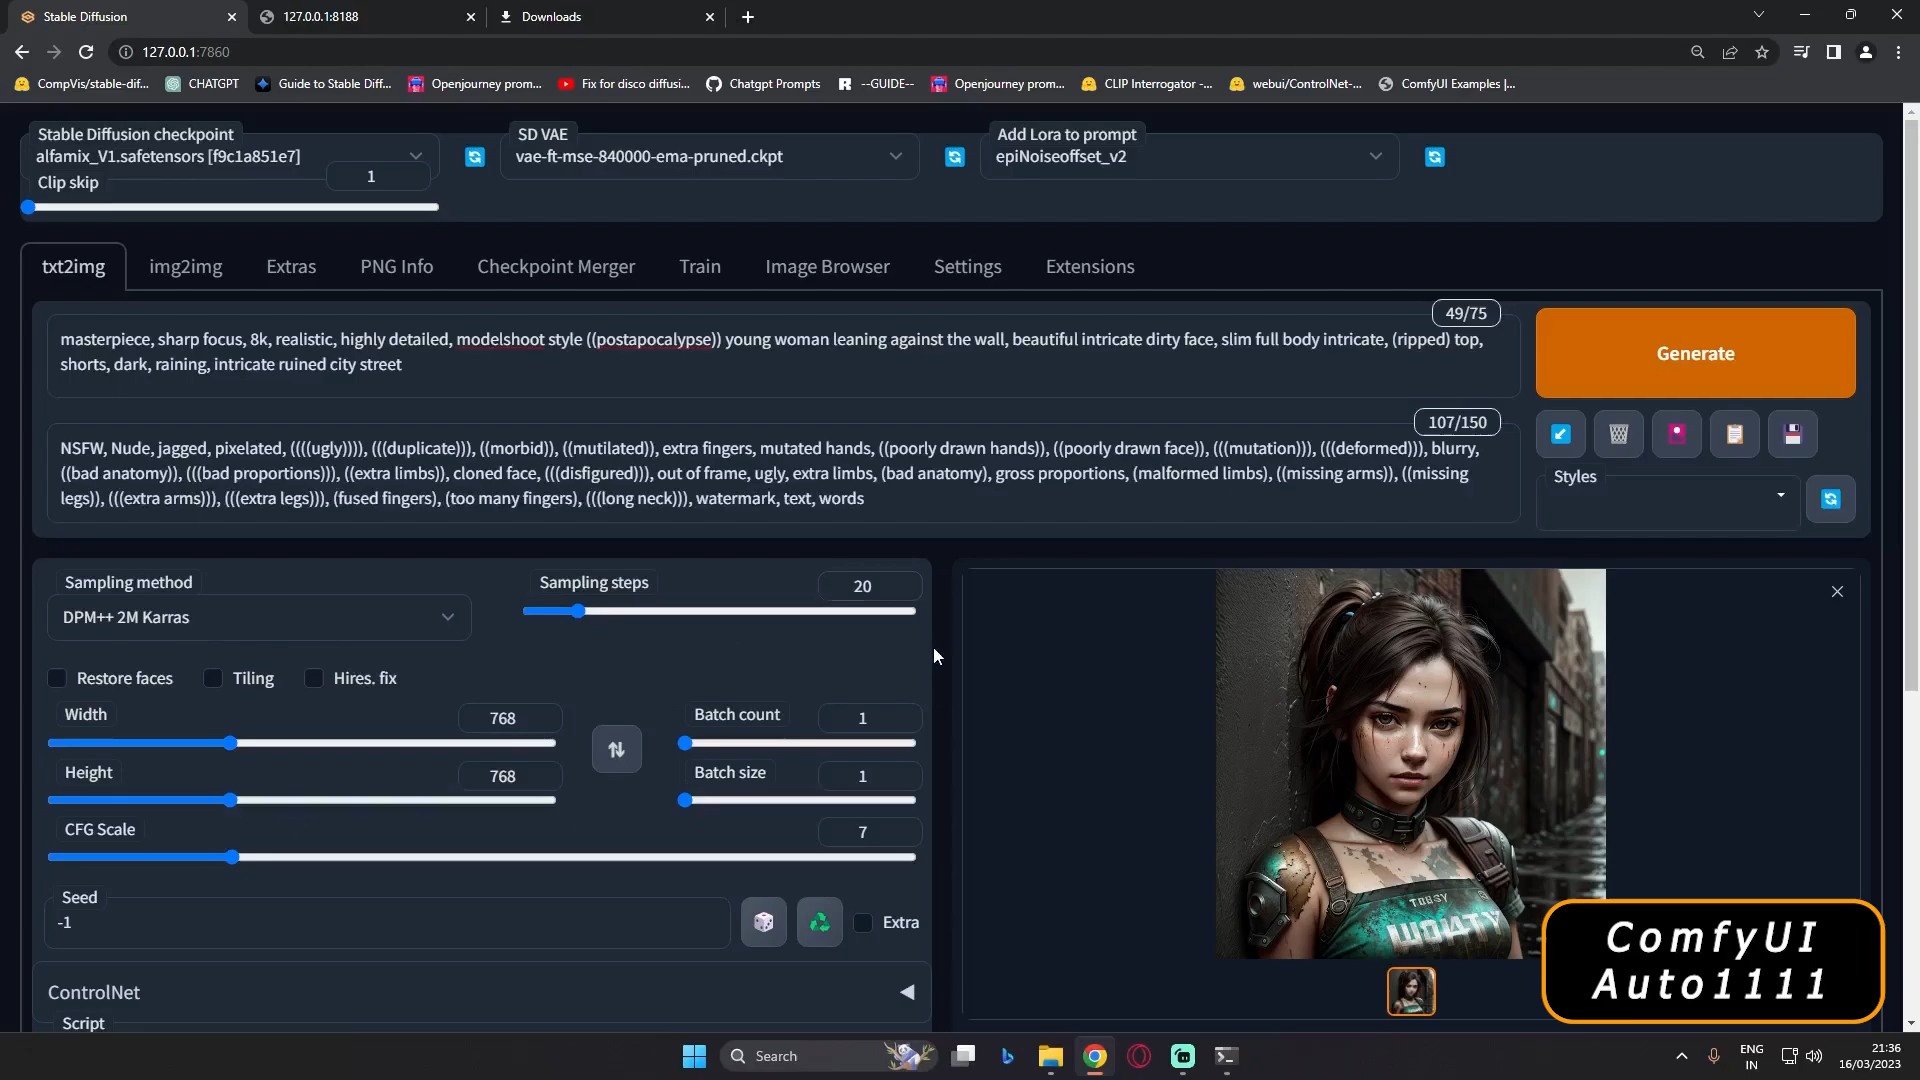 Stable Diffusion
127.0.0.1:8188
Downloads
127.0.0.1:7860
CompVis/stable-dif...
CHATGPT
Guide to Stable Diff...
Openjourney prom...
Fix for disco diffusi...
Chatgpt Prompts
--GUIDE--
Openjourney prom...
CLIP Interrogator -...
webui/ControlNet-...
ComfyUI Examples |...
Stable Diffusion checkpoint
alfamix_V1.safetensors [f9c1a851e7]
SD VAE
vae-ft-mse-840000-ema-pruned.ckpt
Add Lora to prompt
epiNoiseoffset_v2
Clip skip
1
txt2img
img2img
Extras
PNG Info
Checkpoint Merger
Train
Image Browser
Settings
Extensions
49/75
masterpiece, sharp focus, 8k, realistic, highly detailed, modelshoot style ((postapocalypse)) young woman leaning against the wall, beautiful intricate dirty face, slim full body intricate, (ripped) top,
shorts, dark, raining, intricate ruined city street
Generate
107/150
NSFW, Nude, jagged, pixelated, ((((ugly)))), (((duplicate))), ((morbid)), ((mutilated)), extra fingers, mutated hands, ((poorly drawn hands)), ((poorly drawn face)), (((mutation))), (((deformed))), blurry,
((bad anatomy)), (((bad proportions))), ((extra limbs)), cloned face, (((disfigured))), out of frame, ugly, extra limbs, (bad anatomy), gross proportions, (malformed limbs), ((missing arms)), ((missing
legs)), (((extra arms))), (((extra legs))), (fused fingers), (too many fingers), (((long neck))), watermark, text, words
Styles
Sampling method
DPM++ 2M Karras
Sampling steps
20
Restore faces
Tiling
Hires. fix
Width
768
Batch count
1
Height
768
Batch size
1
CFG Scale
7
Seed
-1
Extra
ControlNet
Script
ComfyUI
Auto1111
Search
ENG
IN
21:36
16/03/2023